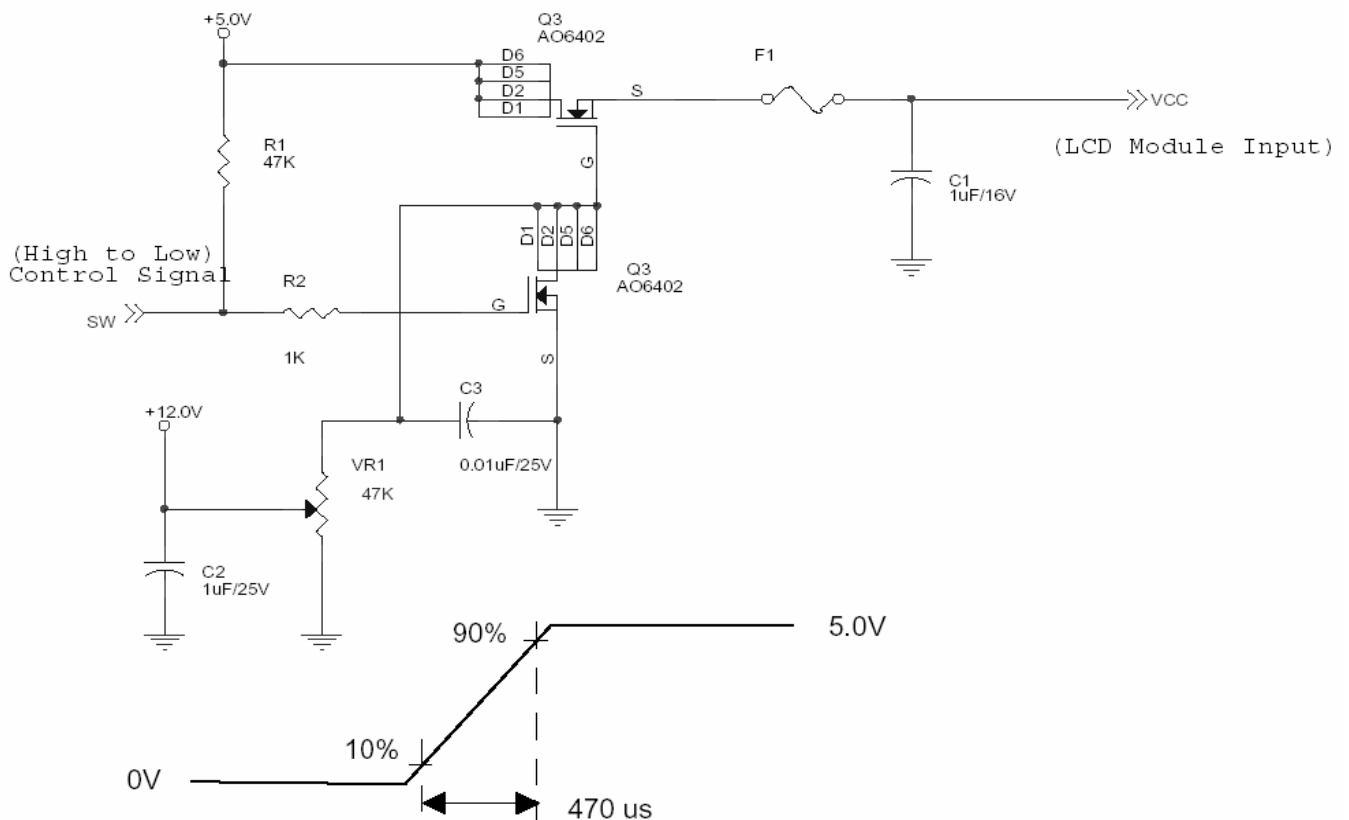 +5.0V
Q3
AO6402
D6
D5
D2
D1
S
F1
VCC
(LCD Module Input)
R1
47K
G
C1
1uF/16V
(High to Low)
Control Signal
D1
D2
D5
D6
Q3
AO6402
R2
G
SW
1K
S
C3
+12.0V
VR1
47K
0.01uF/25V
C2
1uF/25V
90%
5.0V
10%
0V
470 us